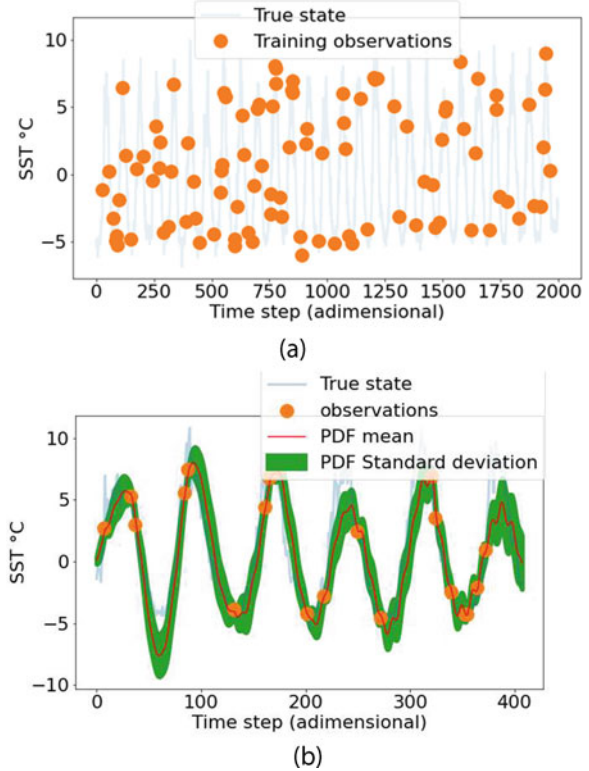 True state
Training observations
10
5
0
−5
SST °C
0 250 500 750 1000 1250 1500 1750 2000
Time step (adimensional)
(a)
True state
observations
PDF mean
PDF Standard deviation
10
5
0
−5
−10
SST °C
0 100 200 300 400
Time step (adimensional)
(b)